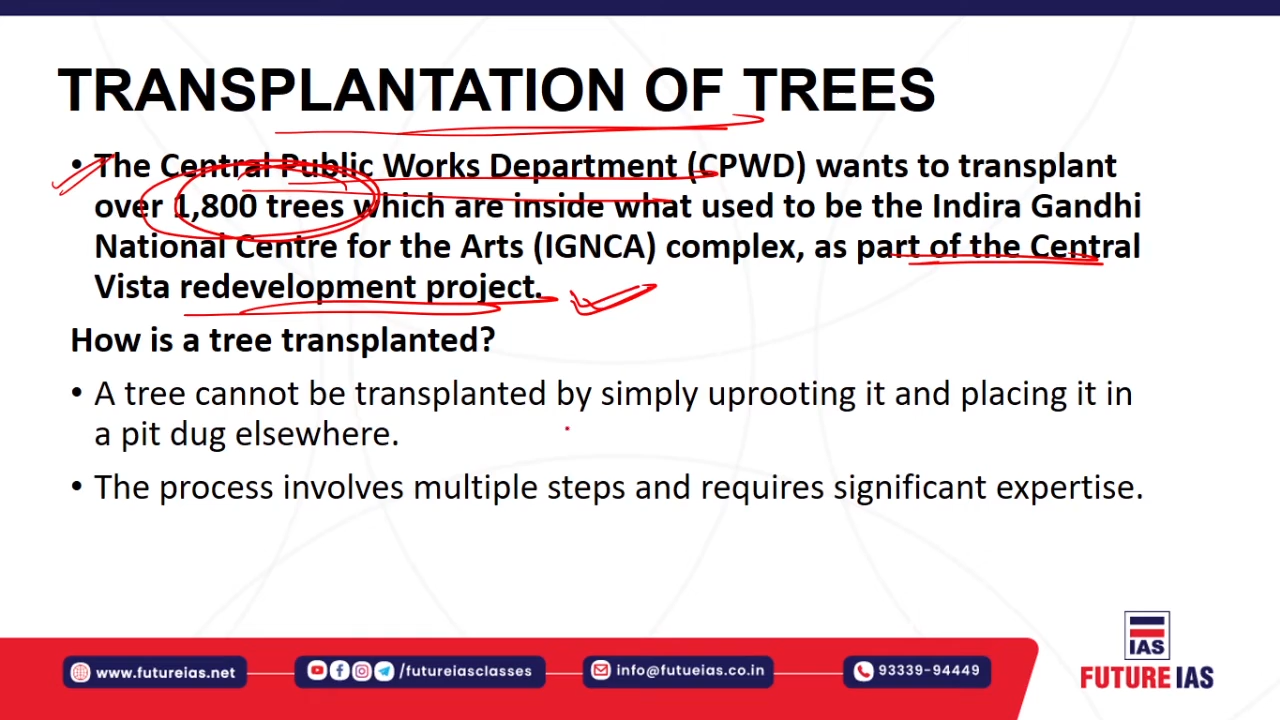 TRANSPLANTATION OF TREES
• The Central Public Works Department (CPWD) wants to transplant
over 1,800 trees which are inside what used to be the Indira Gandhi
National Centre for the Arts (IGNCA) complex, as part of the Central
Vista redevelopment project.
How is a tree transplanted?
• A tree cannot be transplanted by simply uprooting it and placing it in
a pit dug elsewhere.
• The process involves multiple steps and requires significant expertise.
IAS
FUTURE IAS
www.futureias.net
/futureiasclasses
info@futueias.co.in
93339-94449